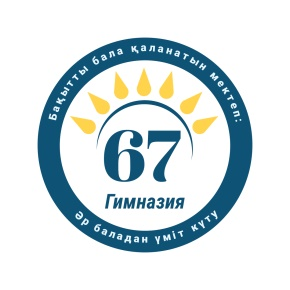 Бақытты бала қаланатын мектеп:
67
Гимназия
әр баладан үміт күту